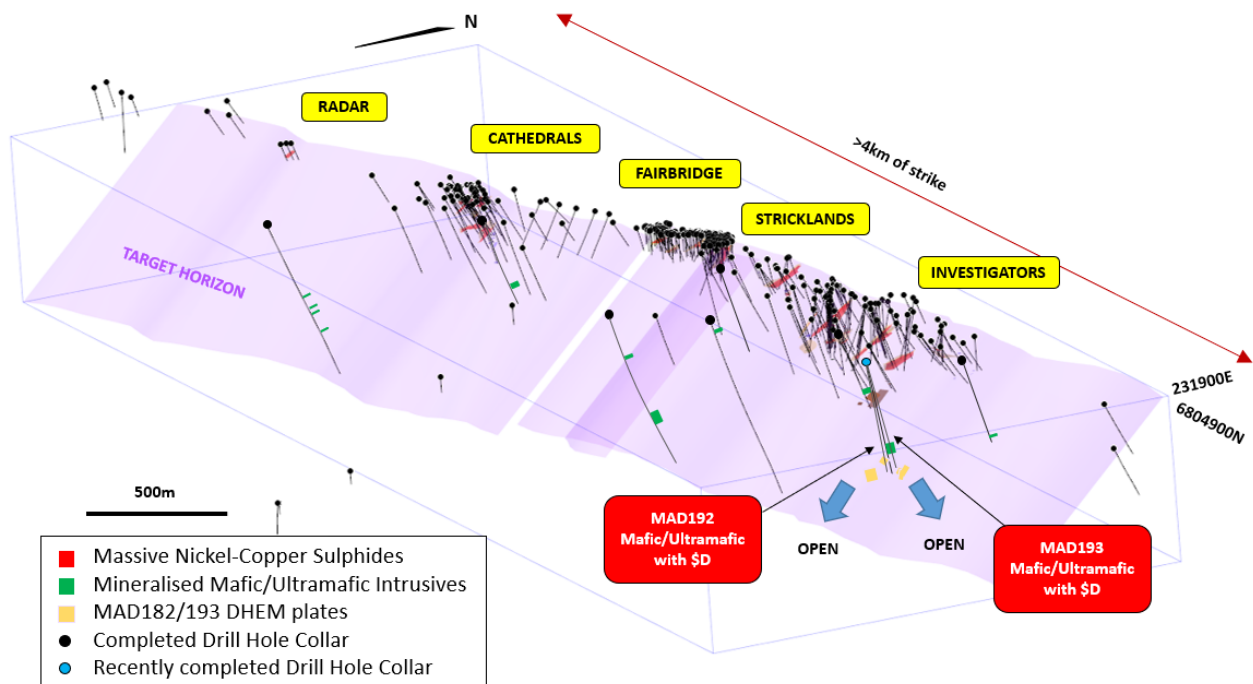 N
RADAR
CATHEDRALS
FAIRBRIDGE
STRICKLANDS
INVESTIGATORS
>4km of strike
TARGET HORIZON
231900E
6804900N
500m
MAD192
Mafic/Ultramafic
with $D
OPEN
OPEN
MAD193
Mafic/Ultramafic
with $D
Massive Nickel-Copper Sulphides
Mineralised Mafic/Ultramafic Intrusives
MAD182/193 DHEM plates
Completed Drill Hole Collar
Recently completed Drill Hole Collar